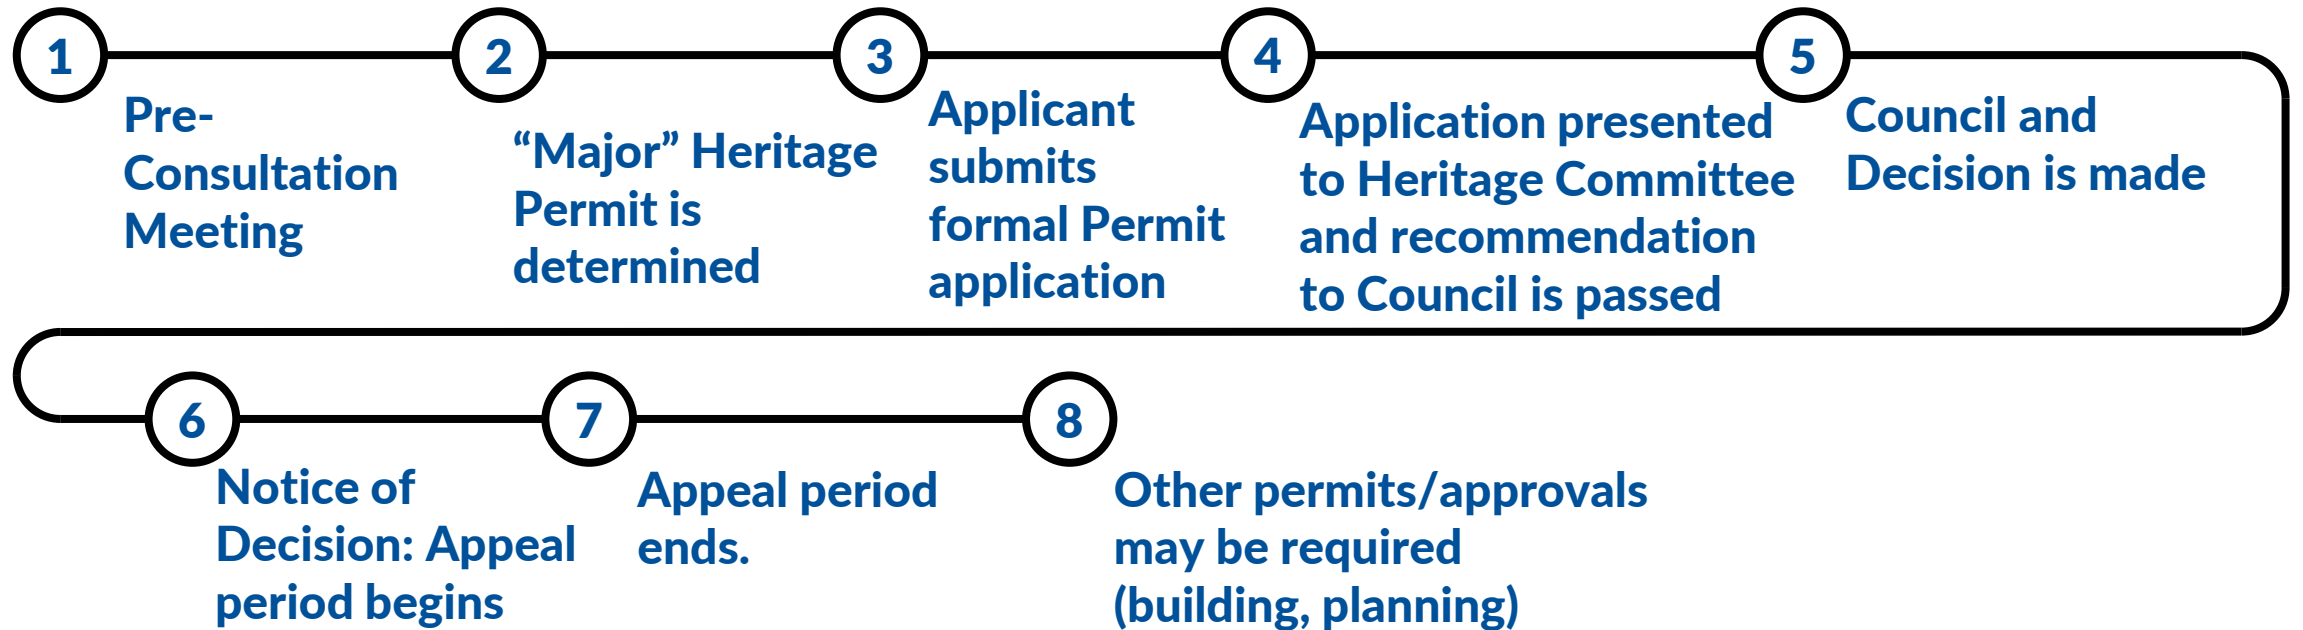 1
Pre-
Consultation
Meeting
2
“Major” Heritage
Permit is
determined
3
Applicant
submits
formal Permit
application
4
Application presented
to Heritage Committee
and recommendation
to Council is passed
5
Council and
Decision is made
6
Notice of
Decision: Appeal
period begins
7
Appeal period
ends.
8
Other permits/approvals
may be required
(building, planning)